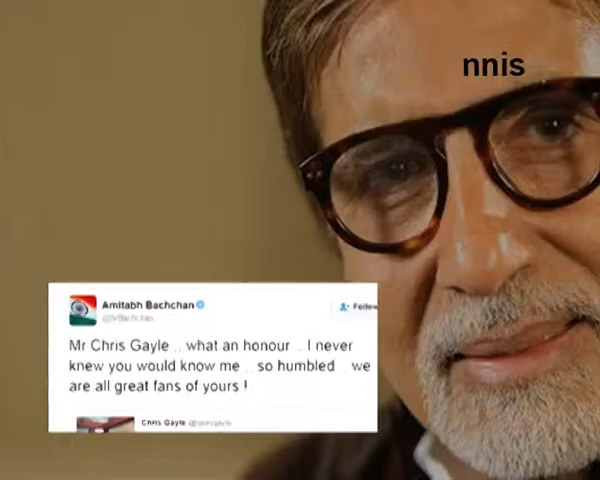 nnis
Amitabh Bachchan
@SrBachchan
Follow
Mr Chris Gayle .. what an honour .. I never
knew you would know me .. so humbled .. we
are all great fans of yours !
Chris Gayle